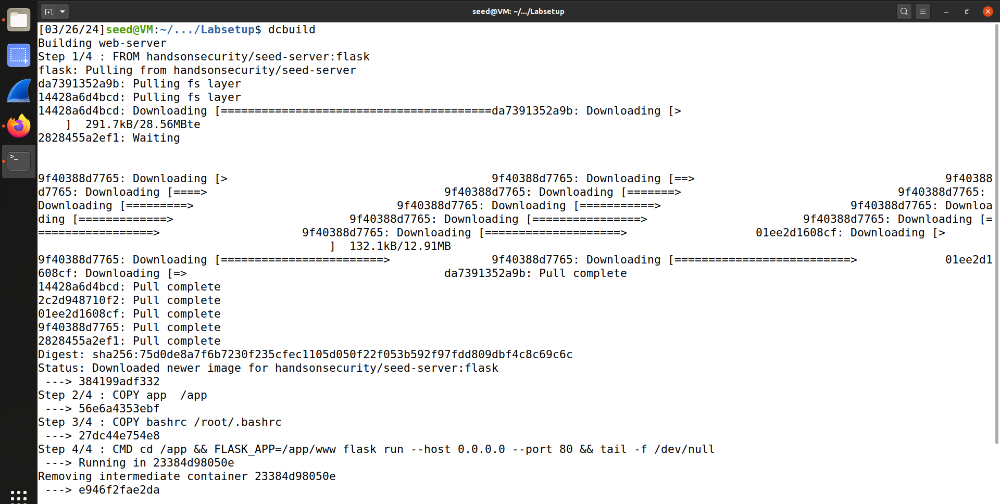 seed@VM: ~/.../Labsetup
[03/26/24]seed@VM:~/.../Labsetup$ dcbuild
Building web-server
Step 1/4 : FROM handsonsecurity/seed-server:flask
flask: Pulling from handsonsecurity/seed-server
da7391352a9b: Pulling fs layer
14428a6d4bcd: Pulling fs layer
14428a6d4bcd: Downloading [========================================da7391352a9b: Downloading [>
    ]  291.7kB/28.56MBte
2828455a2ef1: Waiting
9f40388d7765: Downloading [>                                       9f40388d7765: Downloading [==>                                     9f40388
d7765: Downloading [====>                                   9f40388d7765: Downloading [=======>                                9f40388d7765:
Downloading [=========>                              9f40388d7765: Downloading [===========>                            9f40388d7765: Downloa
ding [=============>                          9f40388d7765: Downloading [================>                       9f40388d7765: Downloading [=
=================>                     9f40388d7765: Downloading [====================>                   01ee2d1608cf: Downloading [>
                                           ]  132.1kB/12.91MB
9f40388d7765: Downloading [========================>               9f40388d7765: Downloading [==========================>             01ee2d1
608cf: Downloading [=>                                      da7391352a9b: Pull complete
14428a6d4bcd: Pull complete
2c2d948710f2: Pull complete
01ee2d1608cf: Pull complete
9f40388d7765: Pull complete
2828455a2ef1: Pull complete
Digest: sha256:75d0de8a7f6b7230f235cfec1105d050f22f053b592f97fdd809dbf4c8c69c6c
Status: Downloaded newer image for handsonsecurity/seed-server:flask
 ---> 384199adf332
Step 2/4 : COPY app  /app
 ---> 56e6a4353ebf
Step 3/4 : COPY bashrc /root/.bashrc
 ---> 27dc44e754e8
Step 4/4 : CMD cd /app && FLASK_APP=/app/www flask run --host 0.0.0.0 --port 80 && tail -f /dev/null
 ---> Running in 23384d98050e
Removing intermediate container 23384d98050e
 ---> e946f2fae2da